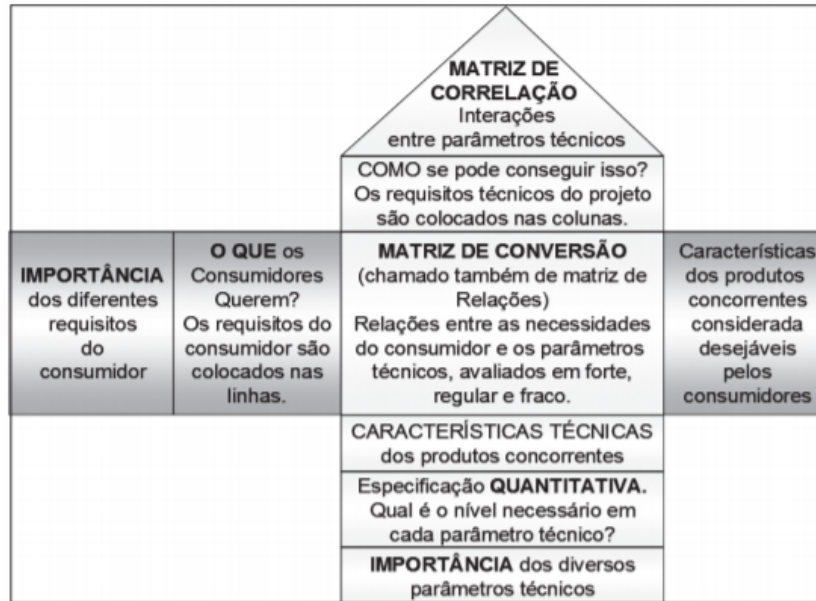 MATRIZ DE
CORRELAÇÃO
Interações
entre parâmetros técnicos
COMO se pode conseguir isso?
Os requisitos técnicos do projeto
são colocados nas colunas.
IMPORTÂNCIA
dos diferentes
requisitos
do
consumidor
O QUE os
Consumidores
Querem?
Os requisitos do
consumidor são
colocados nas
linhas.
MATRIZ DE CONVERSÃO
(chamado também de matriz de
Relações)
Relações entre as necessidades
do consumidor e os parâmetros
técnicos, avaliados em forte,
regular e fraco.
Características
dos produtos
concorrentes
considerada
desejáveis
pelos
consumidores
CARACTERÍSTICAS TÉCNICAS
dos produtos concorrentes
Especificação QUANTITATIVA.
Qual é o nível necessário em
cada parâmetro técnico?
IMPORTÂNCIA dos diversos
parâmetros técnicos